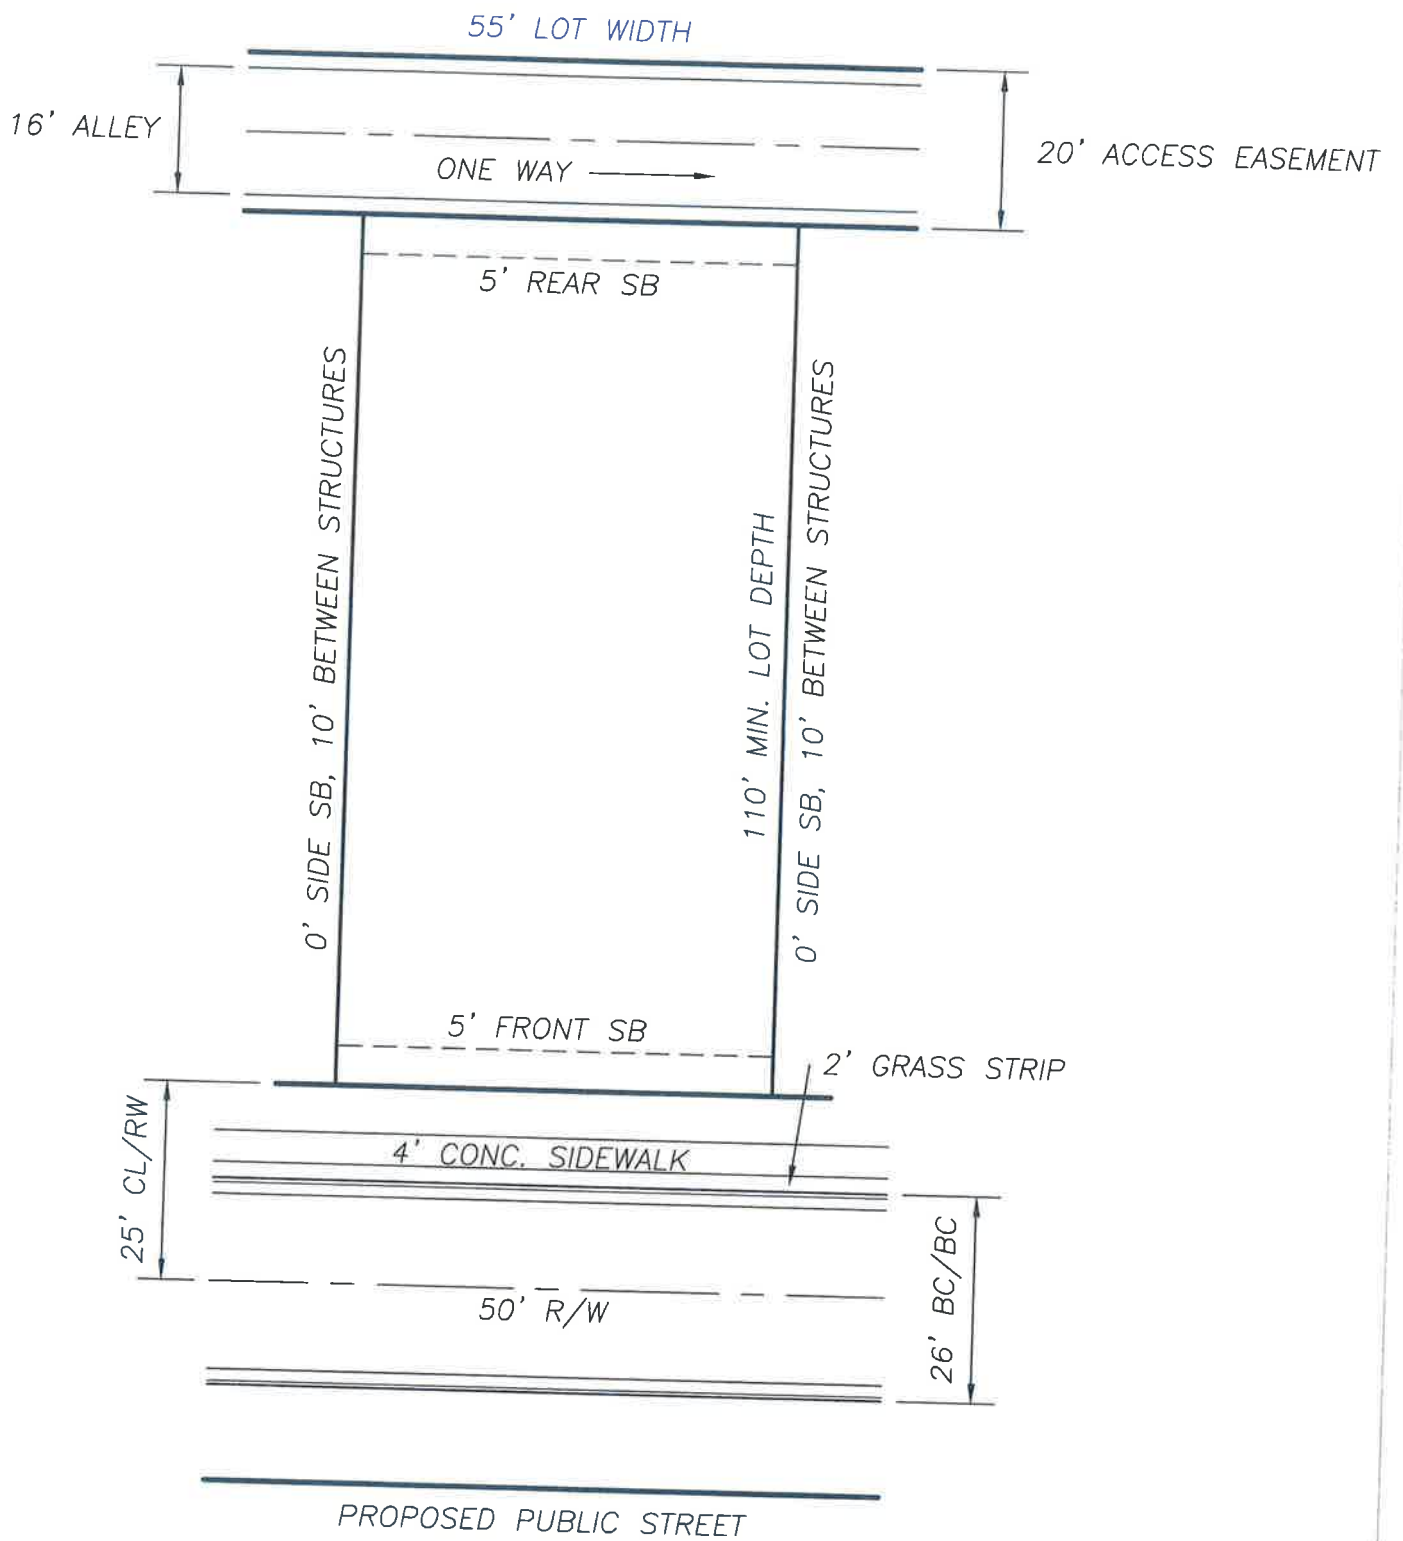 55' LOT WIDTH
16' ALLEY
20' ACCESS EASEMENT
ONE WAY
5' REAR SB
0' SIDE SB, 10' BETWEEN STRUCTURES
110' MIN. LOT DEPTH
0' SIDE SB, 10' BETWEEN STRUCTURES
5' FRONT SB
2' GRASS STRIP
25' CL/RW
4' CONC. SIDEWALK
26' BC/BC
50' R/W
PROPOSED PUBLIC STREET